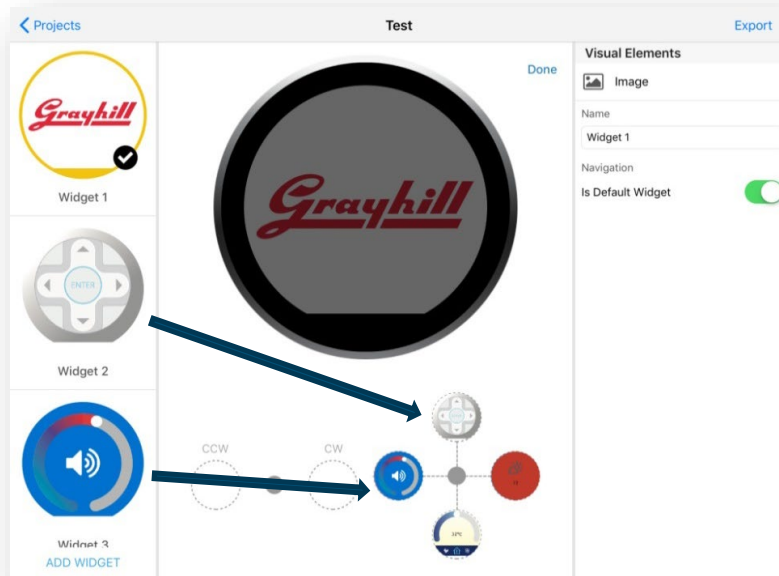 Projects
Test
Export
Grayhill
Widget 1
ENTER
Widget 2
Widget 3
ADD WIDGET
Done
Grayhill
CCW
CW
Visual Elements
Image
Name
Widget 1
Navigation
Is Default Widget